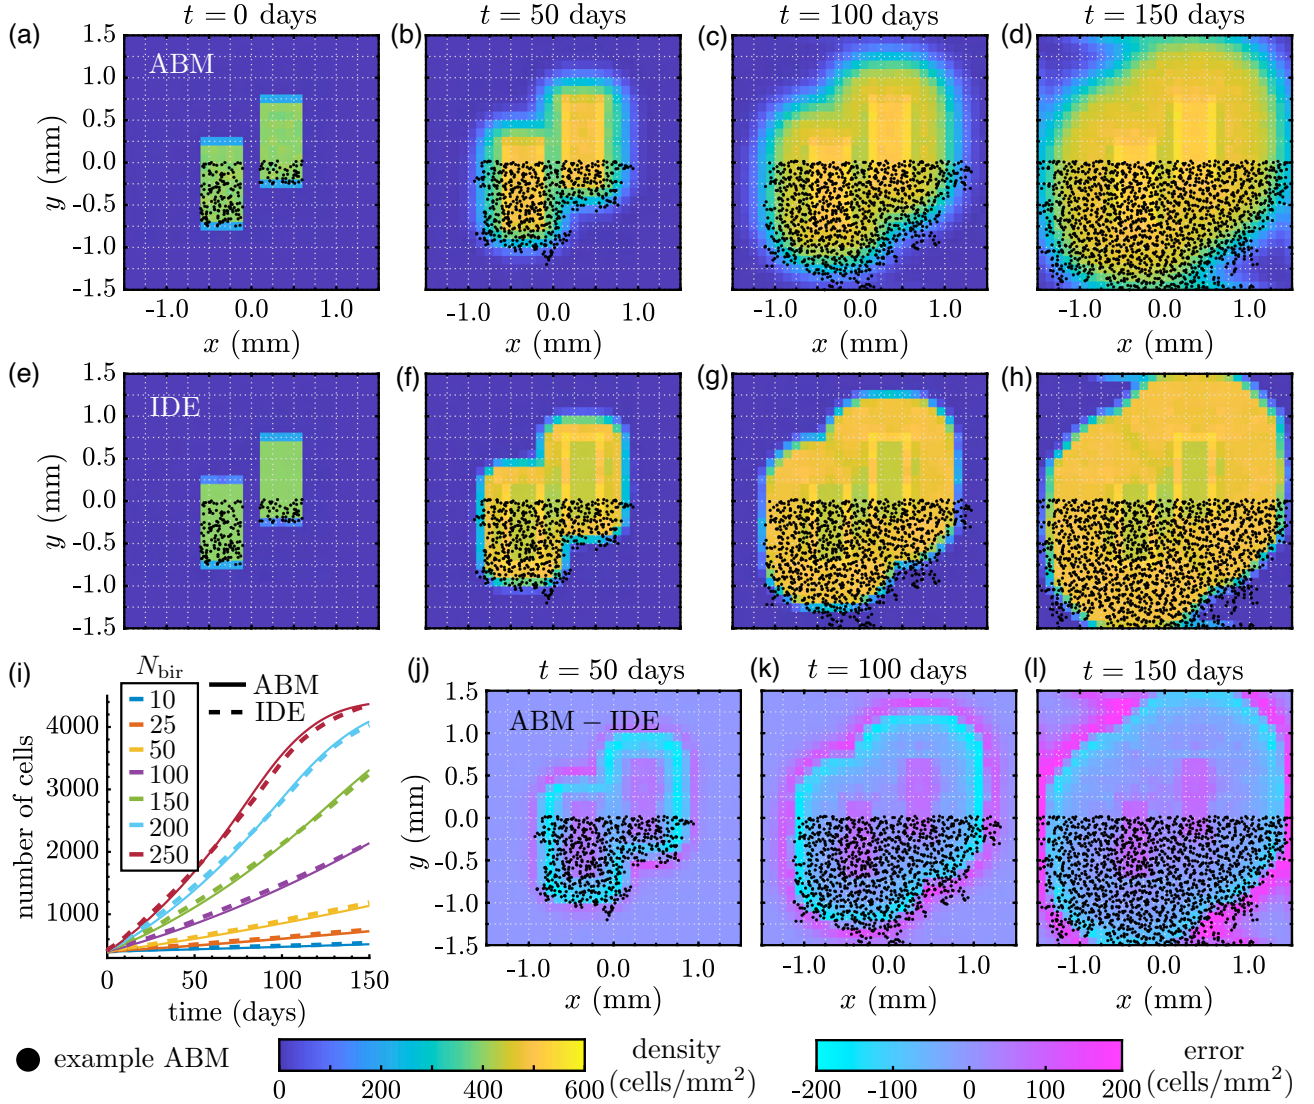 t = 0 days
t = 50 days
t = 100 days
t = 150 days
(a)
(b)
(c)
(d)
ABM
1.5
1.0
0.5
0.0
-0.5
-1.0
-1.5
y (mm)
-1.0 0.0 1.0
-1.0 0.0 1.0
-1.0 0.0 1.0
-1.0 0.0 1.0
x (mm)
x (mm)
x (mm)
x (mm)
(e)
(f)
(g)
(h)
IDE
1.5
1.0
0.5
0.0
-0.5
-1.0
-1.5
y (mm)
(i)
N_bir
10
25
50
100
150
200
250
ABM
IDE
4000
3000
2000
1000
number of cells
0 50 100 150
time (days)
(j)
t = 50 days
(k)
t = 100 days
(l)
t = 150 days
ABM − IDE
1.5
1.0
0.5
0.0
-0.5
-1.0
-1.5
y (mm)
-1.0 0.0 1.0
-1.0 0.0 1.0
-1.0 0.0 1.0
x (mm)
x (mm)
x (mm)
example ABM
0 200 400 600
density
(cells/mm²)
-200 -100 0 100 200
error
(cells/mm²)